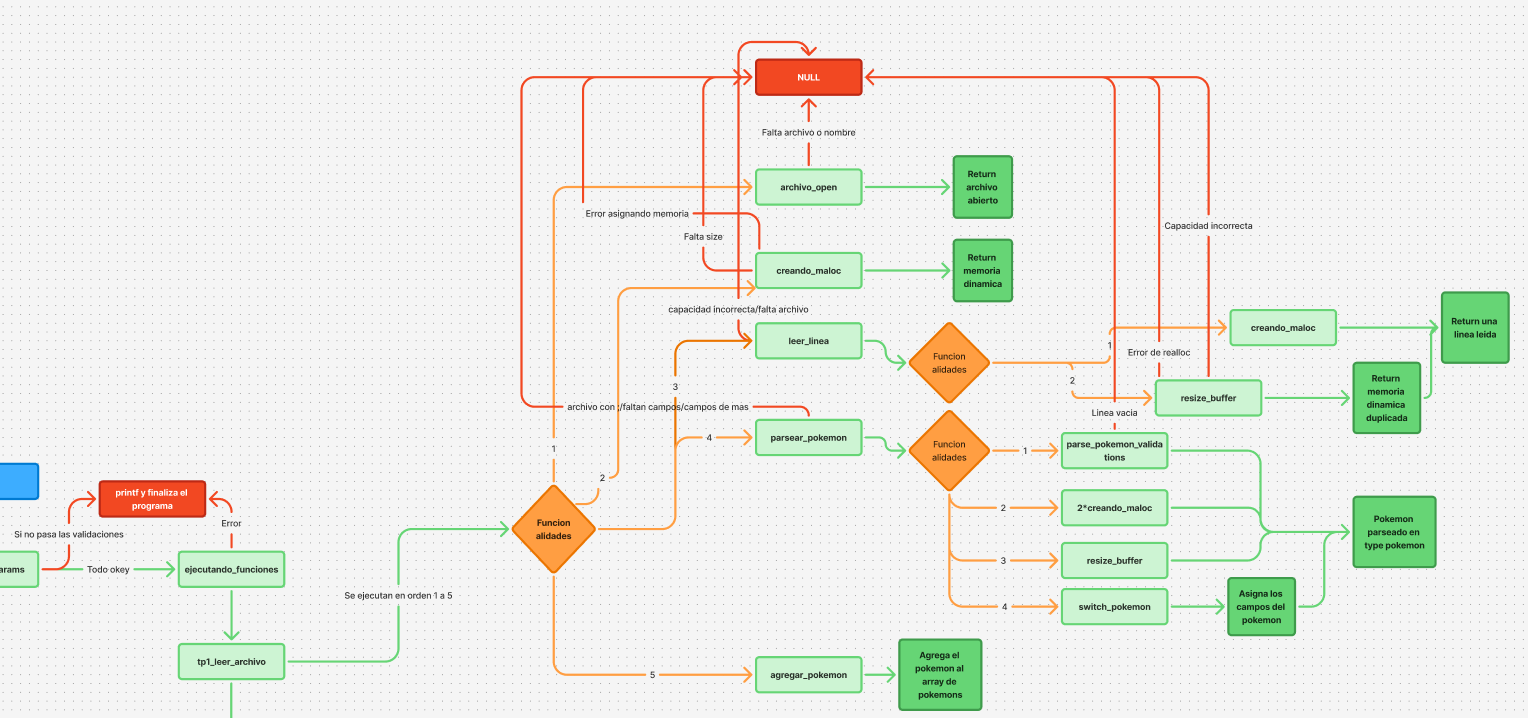 NULL
Falta archivo o nombre
archivo_open
Return
archivo
abierto
Error asignando memoria
Falta size
creando_maloc
Return
memoria
dinamica
Capacidad incorrecta
capacidad incorrecta/falta archivo
leer_linea
Funcion
alidades
1
2
creando_maloc
Return una
linea leida
Error de realloc
resize_buffer
Return
memoria
dinamica
duplicada
3
archivo con ;/faltan campos/campos de mas
Linea vacia
4
parsear_pokemon
Funcion
alidades
1
parse_pokemon_valida
tions
1
2
2
2*creando_maloc
3
resize_buffer
4
switch_pokemon
Asigna los
campos del
pokemon
Pokemon
parseado en
type pokemon
printf y finaliza el
programa
Si no pasa las validaciones
Error
Funcion
alidades
arams
Todo okey
ejecutando_funciones
Se ejecutan en orden 1 a 5
tp1_leer_archivo
5
agregar_pokemon
Agrega el
pokemon al
array de
pokemons